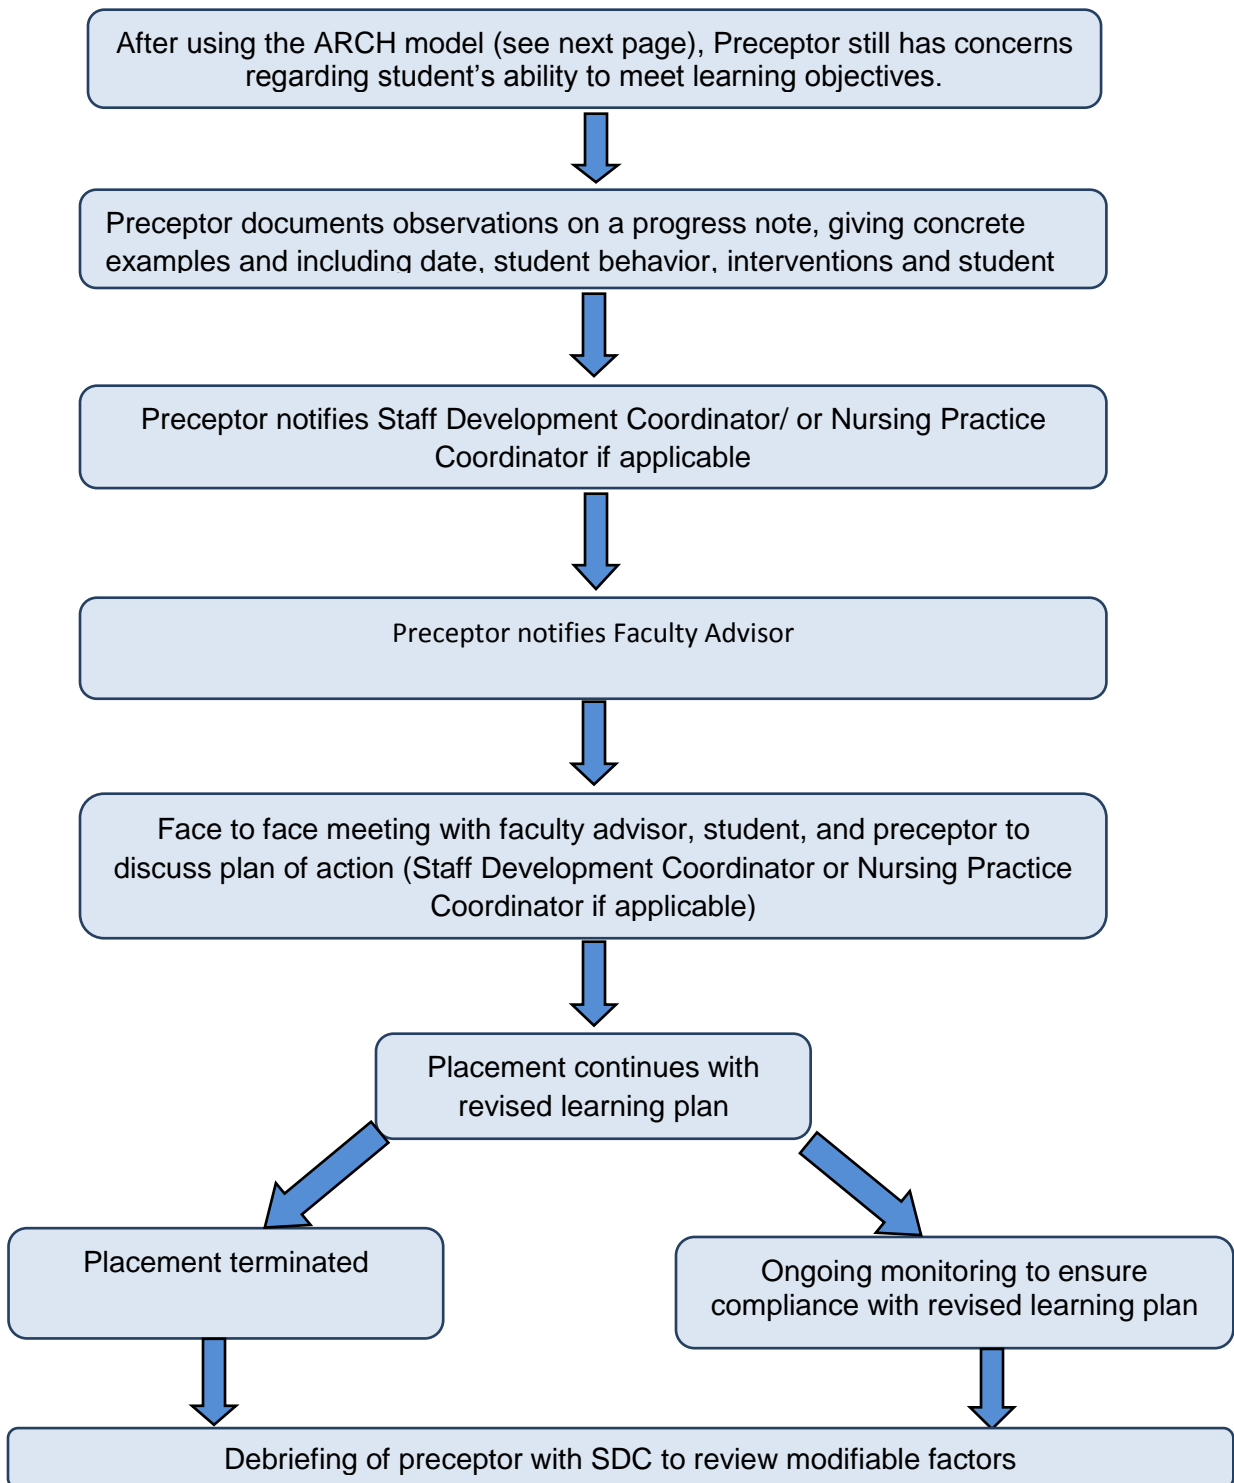 After using the ARCH model (see next page), Preceptor still has concerns
regarding student’s ability to meet learning objectives.
Preceptor documents observations on a progress note, giving concrete
examples and including date, student behavior, interventions and student
Preceptor notifies Staff Development Coordinator/ or Nursing Practice
Coordinator if applicable
Preceptor notifies Faculty Advisor
Face to face meeting with faculty advisor, student, and preceptor to
discuss plan of action (Staff Development Coordinator or Nursing Practice
Coordinator if applicable)
Placement continues with
revised learning plan
Placement terminated
Ongoing monitoring to ensure
compliance with revised learning plan
Debriefing of preceptor with SDC to review modifiable factors